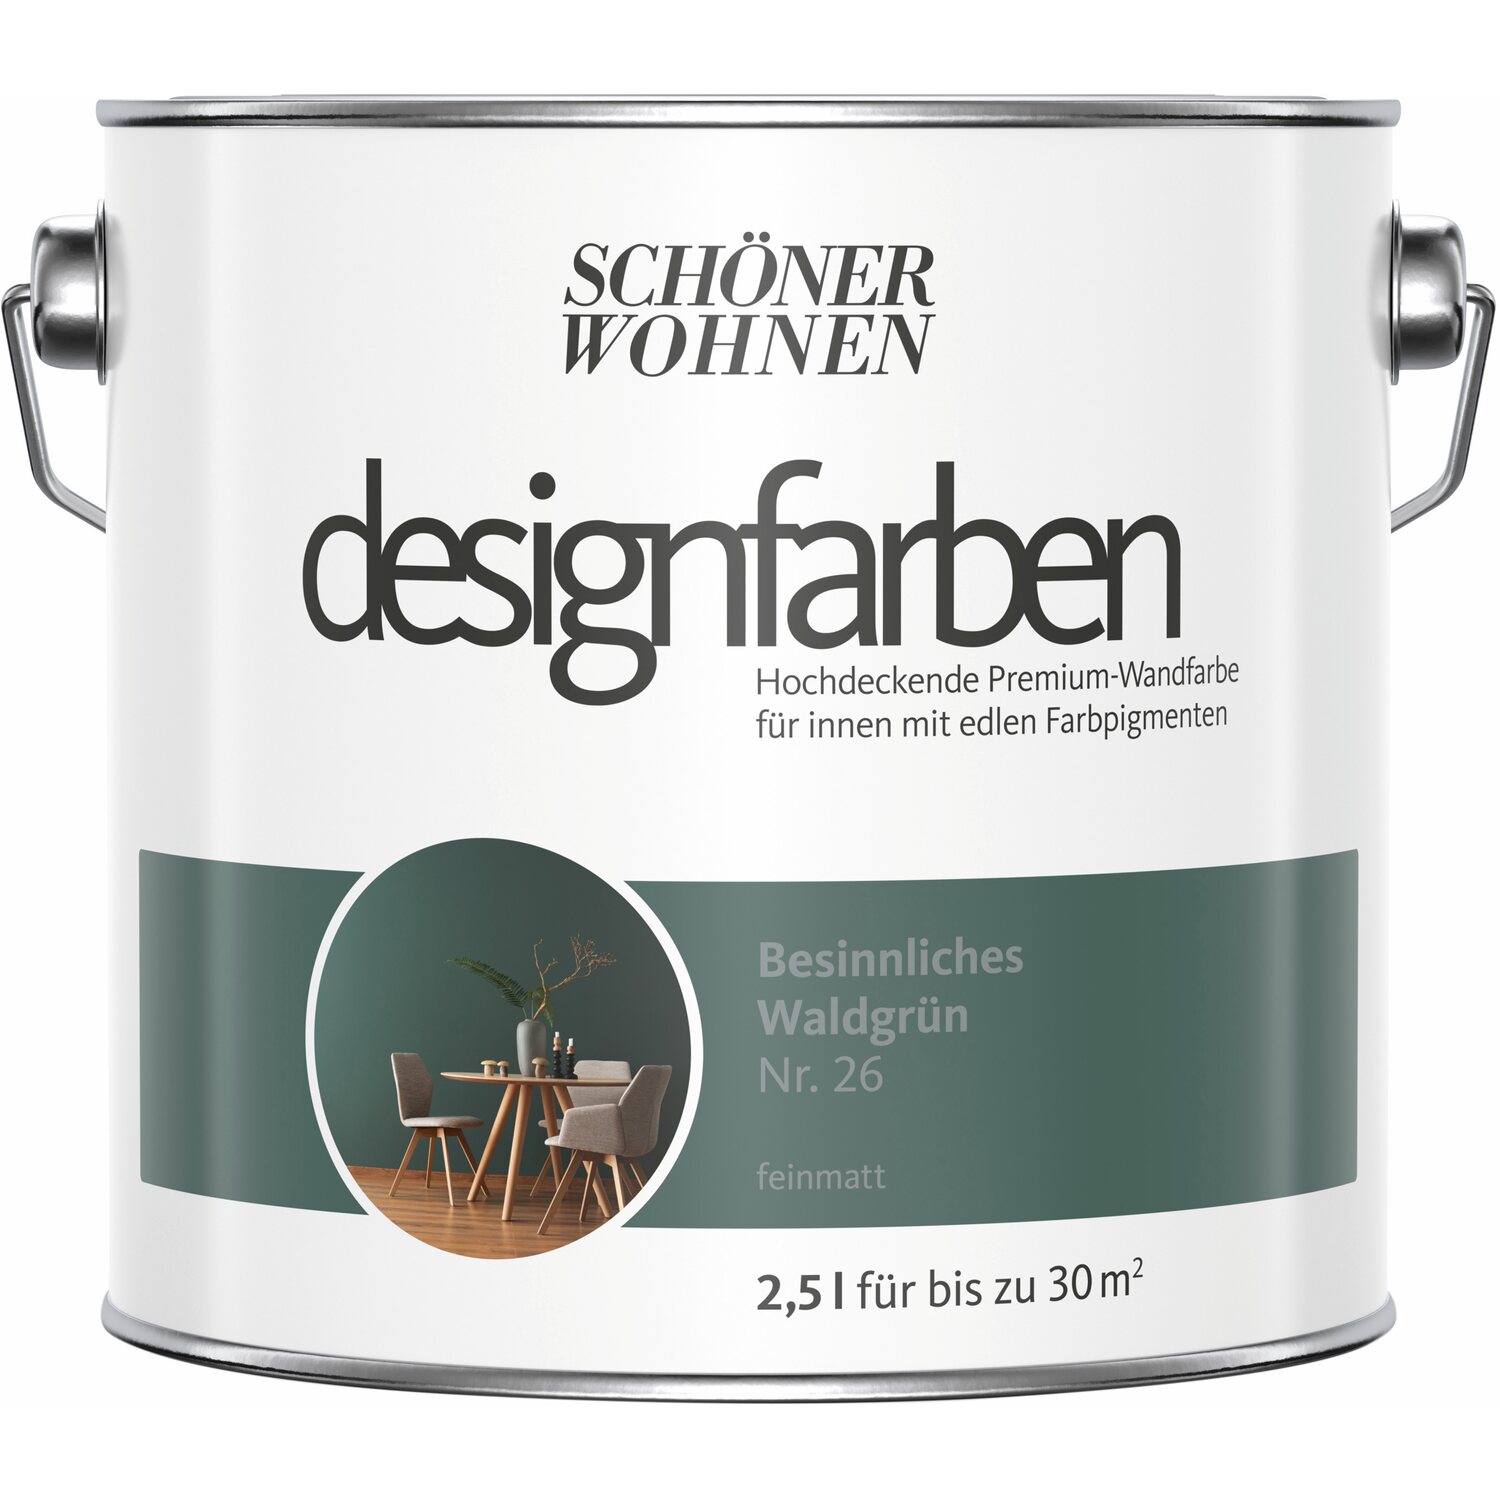 SCHÖNER
WOHNEN
designfarben
Hochdeckende Premium-Wandfarbe
für innen mit edlen Farbpigmenten
Besinnliches
Waldgrün
Nr. 26
feinmatt
2,5 l für bis zu 30 m²